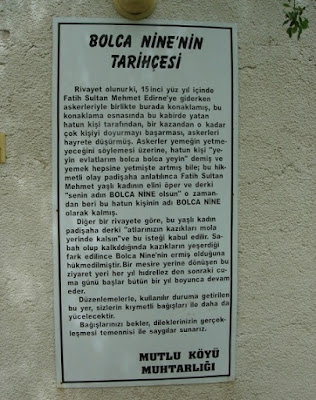 BOLCA NİNE'NİN
TARİHÇESİ
Rivayet olunurki, 15 inci yüz yıl içinde
Fatih Sultan Mehmet Edirne'ye giderken
askerleriyle birlikte burada konaklamış, bu
konaklama esnasında bu kabirde yatan
hatun kişi tarafından, bir kazandan o kadar
çok kişiyi doyurmayı başarması, askerleri
hayrete düşürmüş. Askerler yemeğin yetme-
yeceğini söylemesi üzerine, hatun kişi "ye-
yin evlatlarım bolca bolca yeyin" demiş ve
yemek hepsine yetmişte artmış bile; bu hik-
metli olay padişaha anlatılınca Fatih Sultan
Mehmet yaşlı kadının elini öper ve derki
"senin adın BOLCA NİNE olsun" o zaman-
dan beri bu hatun kişinin adı BOLCA NİNE
olarak kalmış.
Diğer bir rivayete göre, bu yaşlı kadın
padişaha derki "atlarınızın kazıkları mola
yerinde kalsın" ve bu isteği kabul edilir. Sa-
bah olup kalkıldığında kazıkların yeşerdiği
fark edilince Bolca Nine'nin ermiş olduğuna
hükmedilmiştir. Bir mesire yerine dönüşen bu
ziyaret yeri her yıl hıdrellez den sonraki cu-
ma günü başlar bütün bir yıl boyunca devam
eder.
Düzenlemelerle, kullanılır duruma getirilen
bu yer, sizlerin kıymetli bağışları ile daha da
yücelecektir.
Bağışlarınızı bekler, dileklerinizin gerçek-
leşmesi temennisi ile saygılar sunarız.
MUTLU KÖYÜ
MUHTARLIĞI